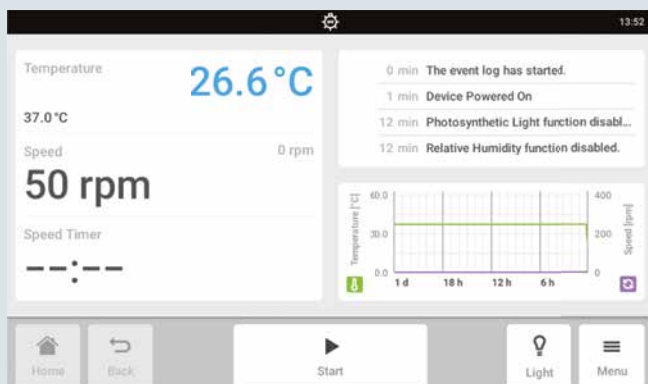 13:52
Temperature
26.6 °C
37.0 °C
Speed 0 rpm
50 rpm
Speed Timer
--:--
0 min The event log has started.
1 min Device Powered On
12 min Photosynthetic Light function disabl...
12 min Relative Humidity function disabled.
Temperature [°C]
60.0
30.0
0.0
400
200
0
Speed [rpm]
1 d 18 h 12 h 6 h
Home
Back
Start
Light
Menu